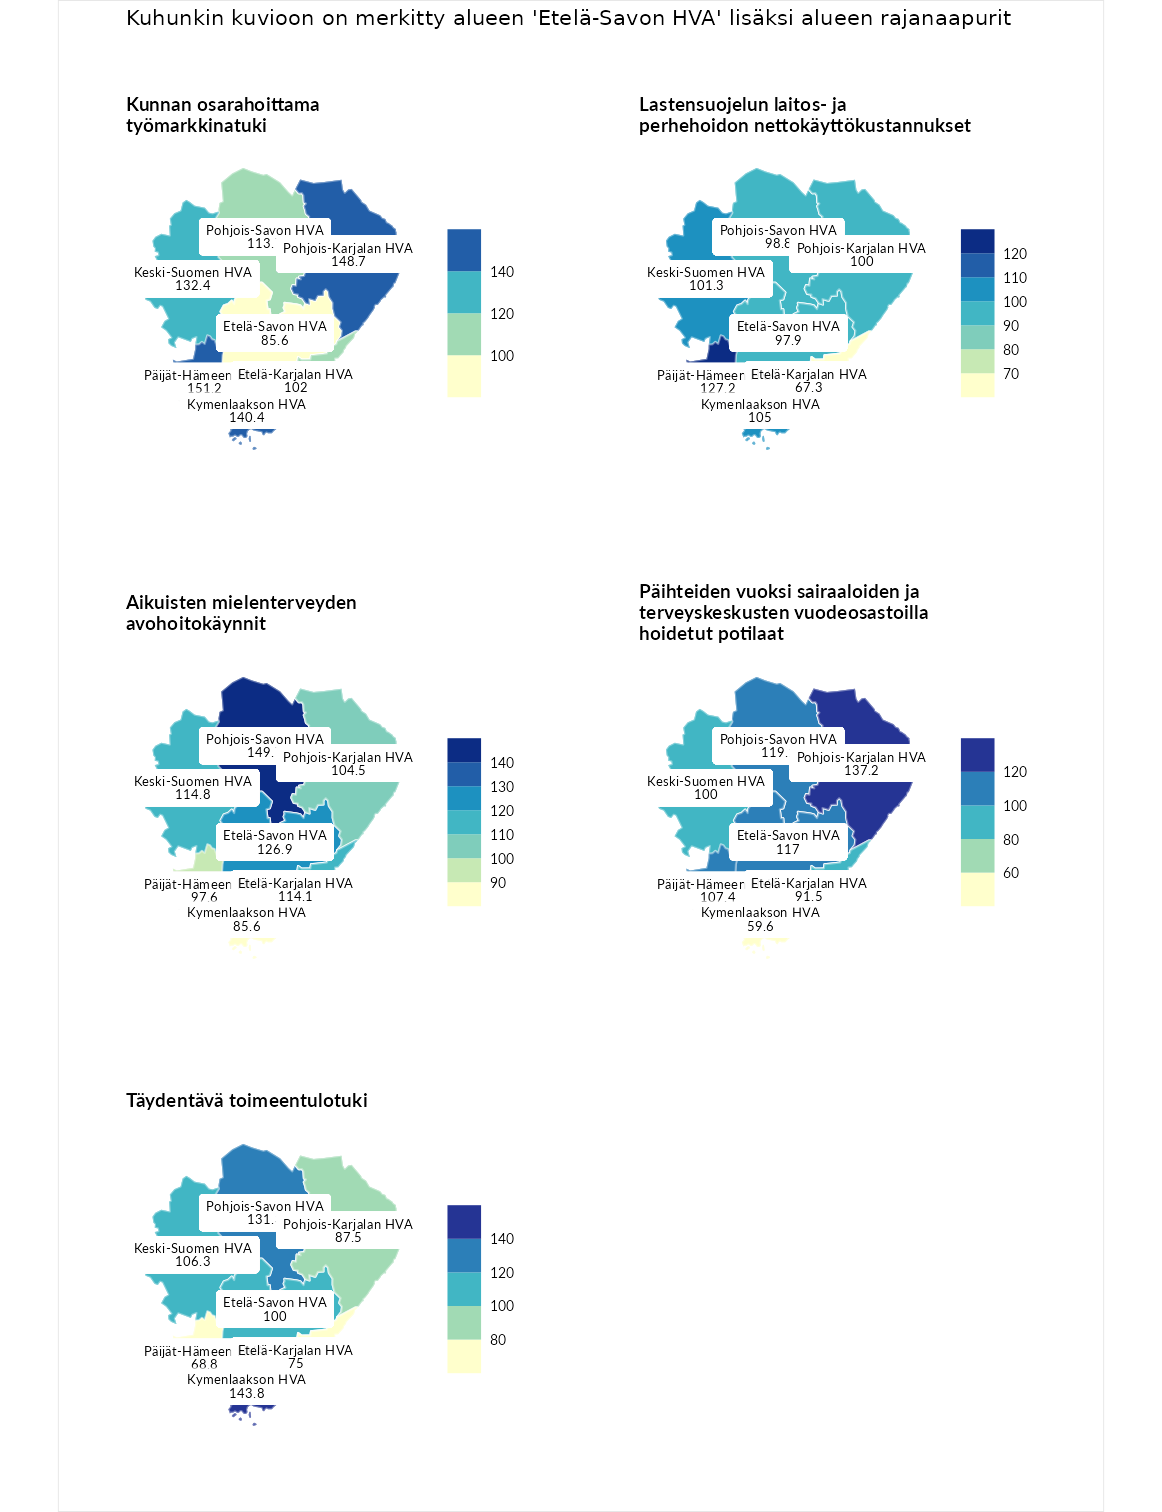 Kuhunkin kuvioon on merkitty alueen 'Etelä-Savon HVA' lisäksi alueen rajanaapurit
Kunnan osarahoittama
työmarkkinatuki
Pohjois-Savon HVA
113.
Pohjois-Karjalan HVA
148.7
Keski-Suomen HVA
132.4
Etelä-Savon HVA
85.6
Päijät-Hämeen
151.2
Etelä-Karjalan HVA
102
Kymenlaakson HVA
140.4
140
120
100
Lastensuojelun laitos- ja
perhehoidon nettokäyttökustannukset
Pohjois-Savon HVA
98.8
Pohjois-Karjalan HVA
100
Keski-Suomen HVA
101.3
Etelä-Savon HVA
97.9
Päijät-Hämeen
127.2
Etelä-Karjalan HVA
67.3
Kymenlaakson HVA
105
120
110
100
90
80
70
Aikuisten mielenterveyden
avohoitokäynnit
Pohjois-Savon HVA
149.
Pohjois-Karjalan HVA
104.5
Keski-Suomen HVA
114.8
Etelä-Savon HVA
126.9
Päijät-Hämeen
97.6
Etelä-Karjalan HVA
114.1
Kymenlaakson HVA
85.6
140
130
120
110
100
90
Päihteiden vuoksi sairaaloiden ja
terveyskeskusten vuodeosastoilla
hoidetut potilaat
Pohjois-Savon HVA
119.
Pohjois-Karjalan HVA
137.2
Keski-Suomen HVA
100
Etelä-Savon HVA
117
Päijät-Hämeen
107.4
Etelä-Karjalan HVA
91.5
Kymenlaakson HVA
59.6
120
100
80
60
Täydentävä toimeentulotuki
Pohjois-Savon HVA
131.
Pohjois-Karjalan HVA
87.5
Keski-Suomen HVA
106.3
Etelä-Savon HVA
100
Päijät-Hämeen
68.8
Etelä-Karjalan HVA
75
Kymenlaakson HVA
143.8
140
120
100
80